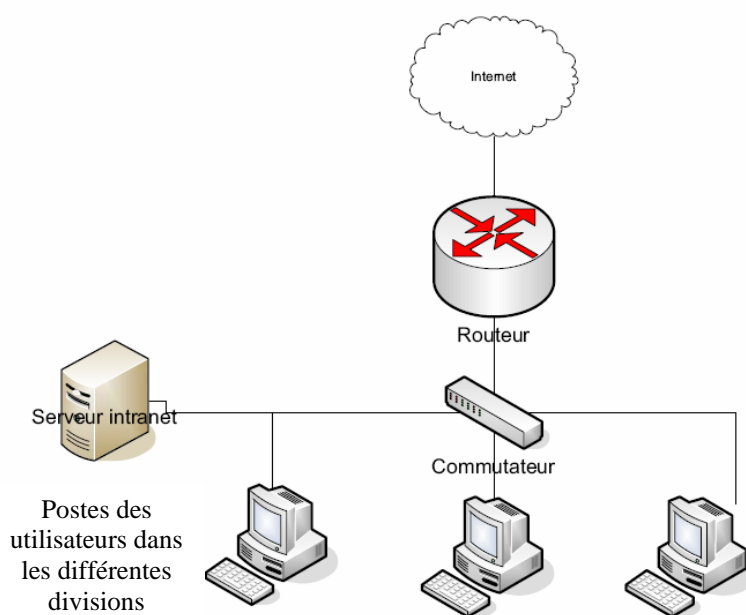 Internet
Routeur
Serveur intranet
Commutateur
Postes des
utilisateurs dans
les différentes
divisions